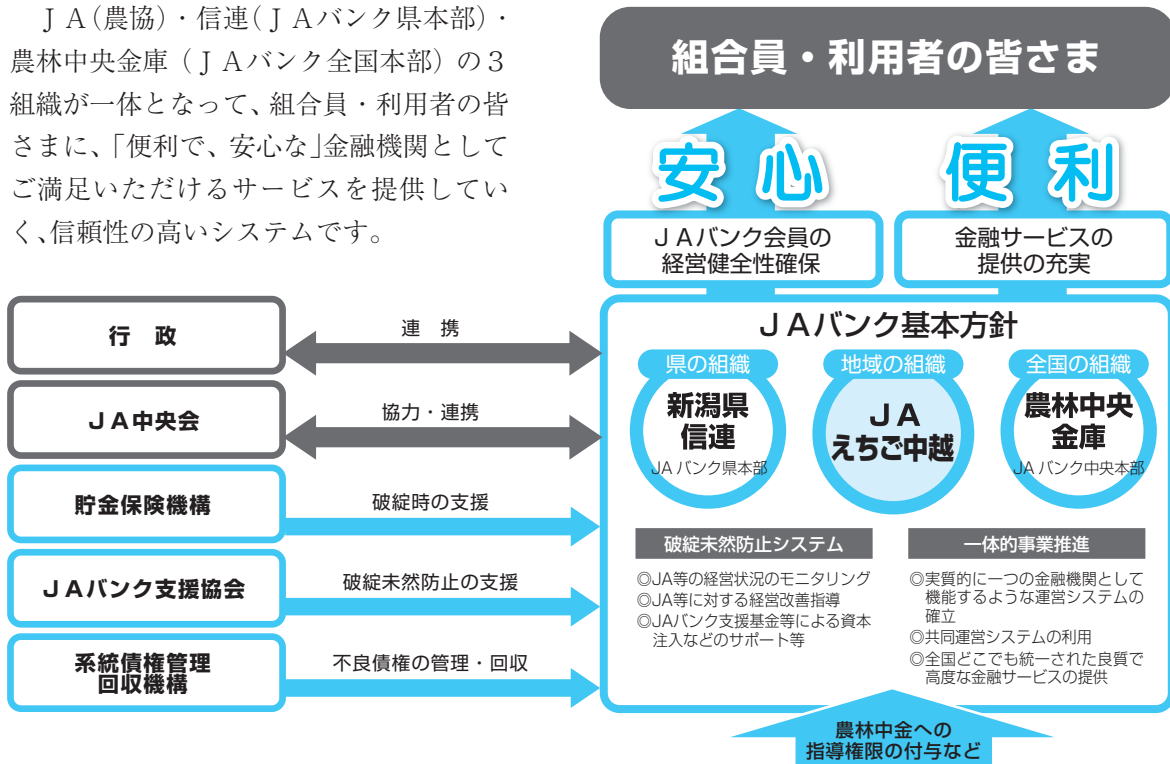 ＪＡ（農協）・信連（ＪＡバンク県本部）・
農林中央金庫（ＪＡバンク全国本部）の３
組織が一体となって、組合員・利用者の皆
さまに、「便利で、安心な」金融機関として
ご満足いただけるサービスを提供してい
く、信頼性の高いシステムです。
組合員・利用者の皆さま
安心
便利
ＪＡバンク会員の
経営健全性確保
金融サービスの
提供の充実
行　政
連　携
ＪＡ中央会
協力・連携
貯金保険機構
破綻時の支援
ＪＡバンク支援協会
破綻未然防止の支援
系統債権管理
回収機構
不良債権の管理・回収
ＪＡバンク基本方針
県の組織
新潟県
信連
JAバンク県本部
地域の組織
ＪＡ
えちご中越
全国の組織
農林中央
金庫
JAバンク中央本部
破綻未然防止システム
◎JA等の経営状況のモニタリング
◎JA等に対する経営改善指導
◎JAバンク支援基金等による資本
注入などのサポート等
一体的事業推進
◎実質的に一つの金融機関として
機能するような運営システムの
確立
◎共同運営システムの利用
◎全国どこでも統一された良質で
高度な金融サービスの提供
農林中金への
指導権限の付与など